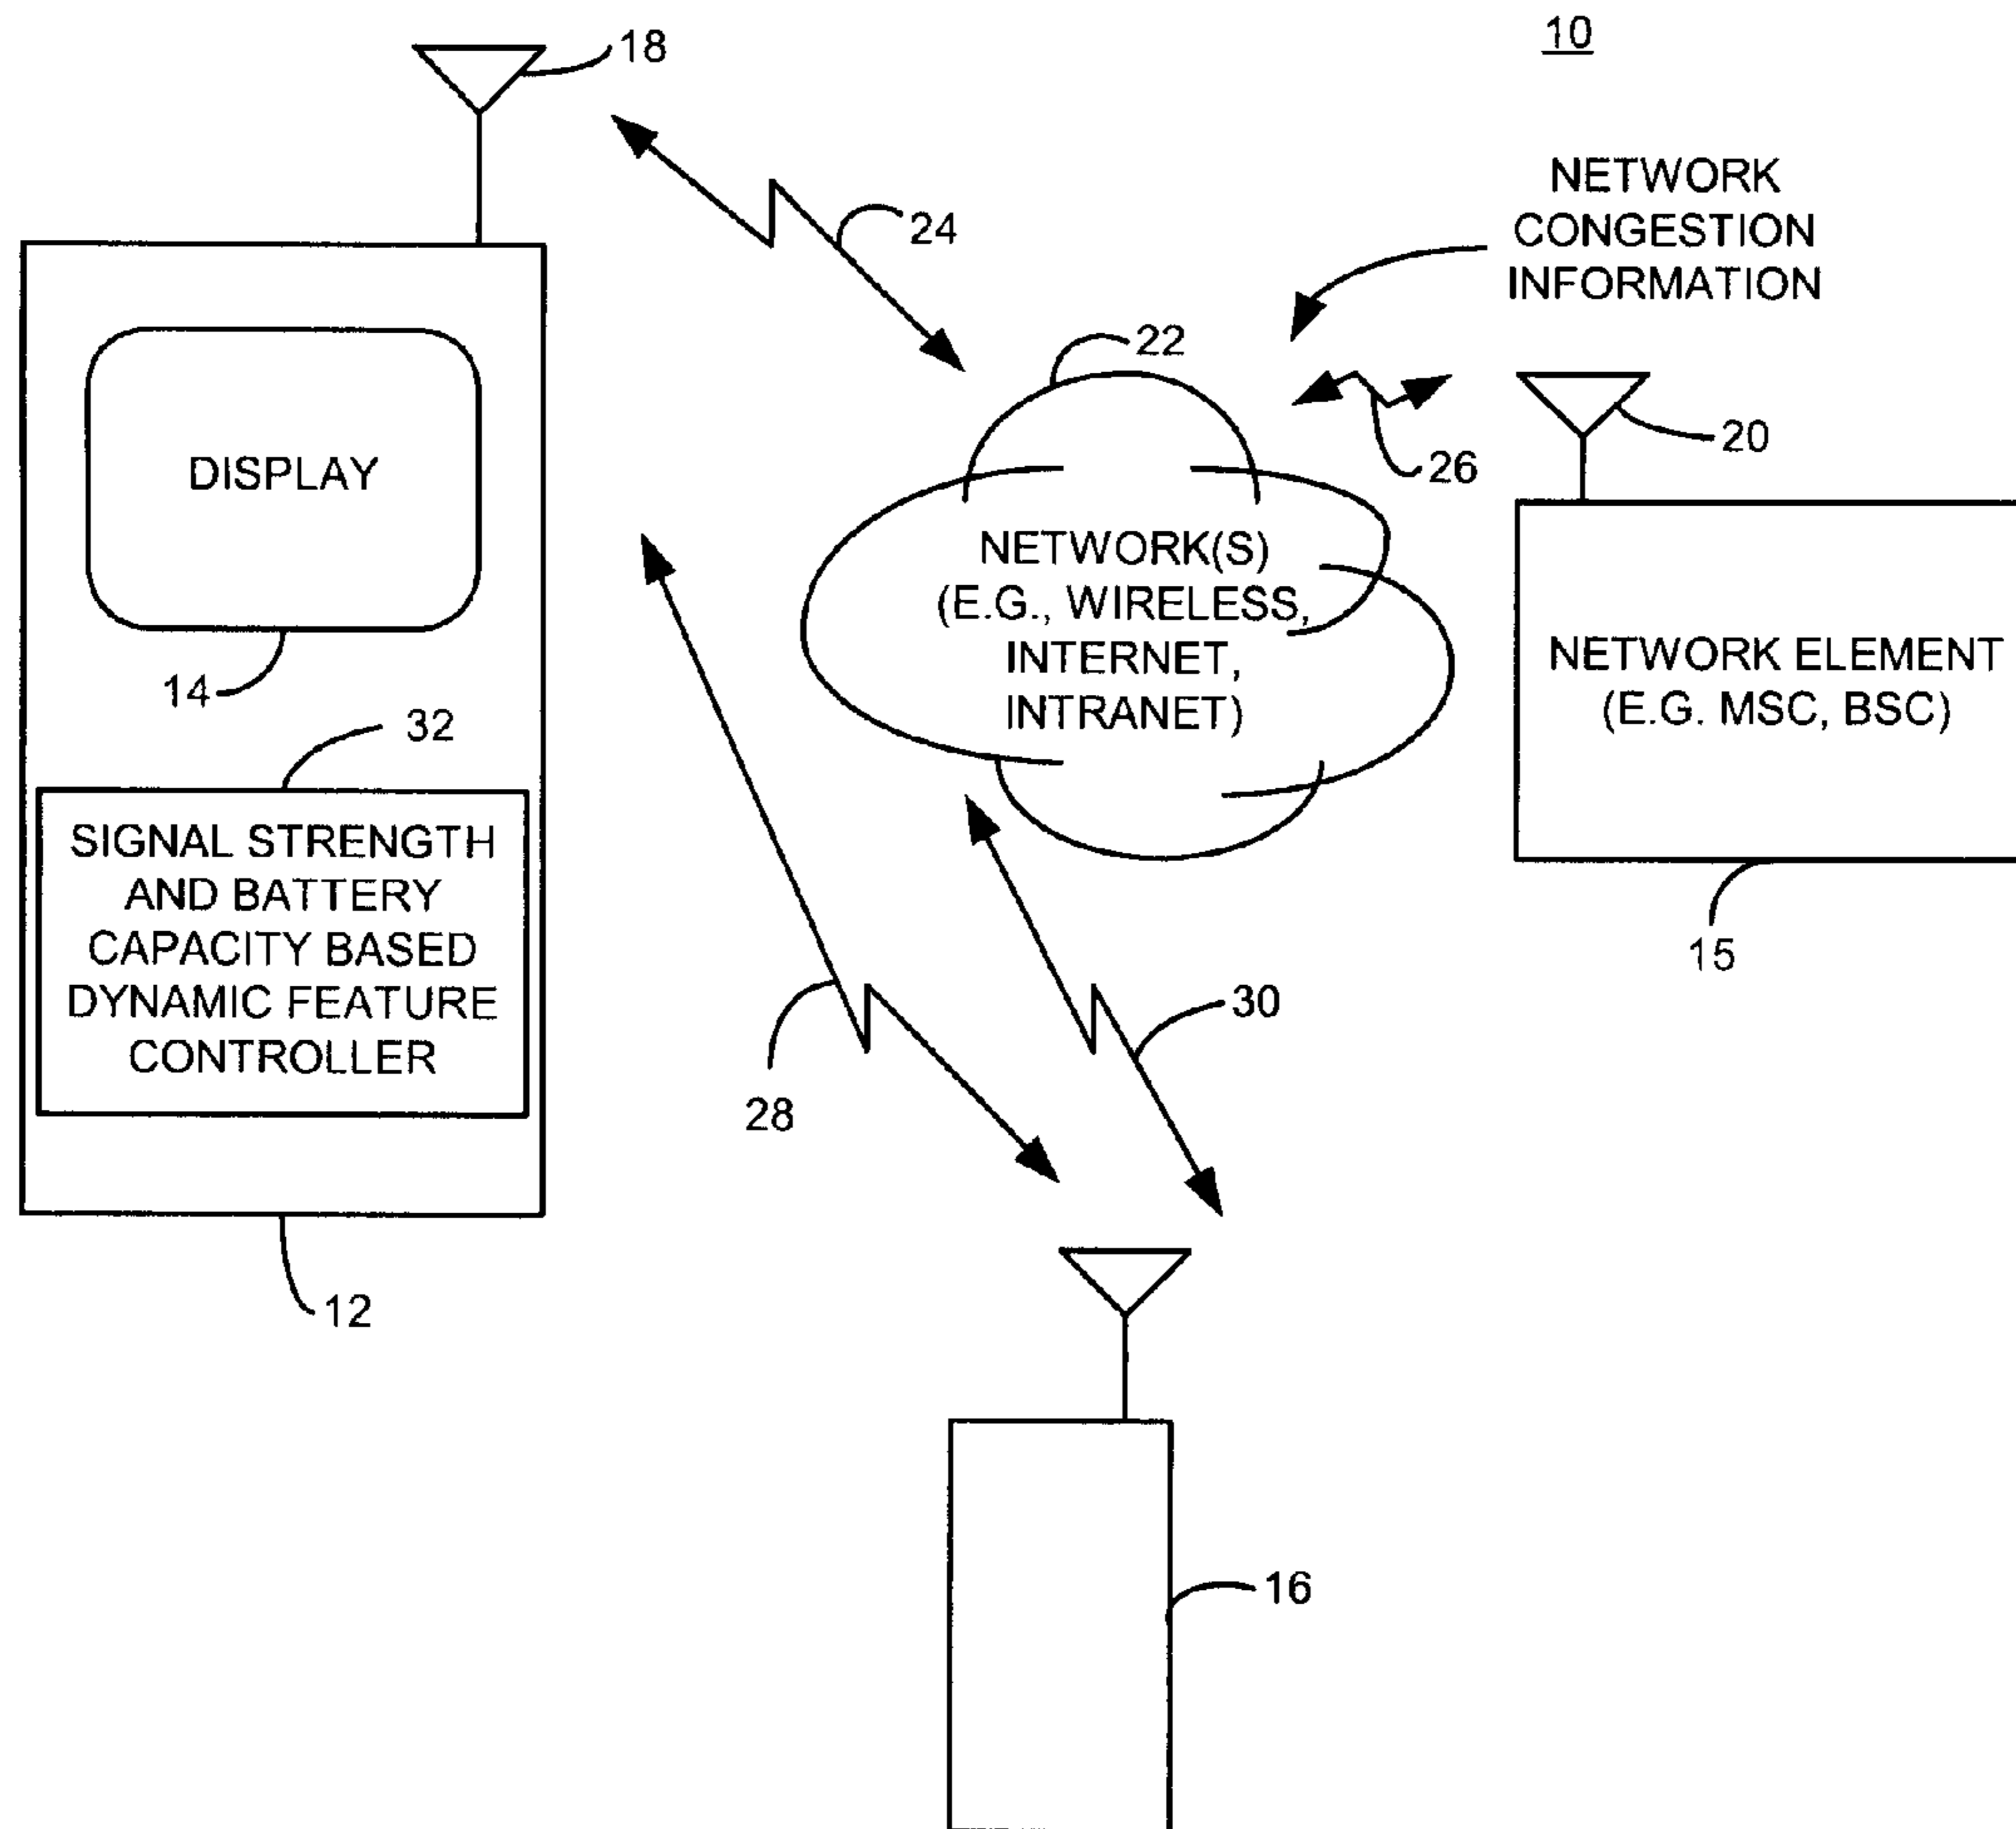 10
18
24
NETWORK
CONGESTION
INFORMATION
22
20
26
DISPLAY
14
NETWORK(S)
(E.G., WIRELESS,
INTERNET,
INTRANET)
NETWORK ELEMENT
(E.G. MSC, BSC)
15
32
SIGNAL STRENGTH
AND BATTERY
CAPACITY BASED
DYNAMIC FEATURE
CONTROLLER
28
30
12
16